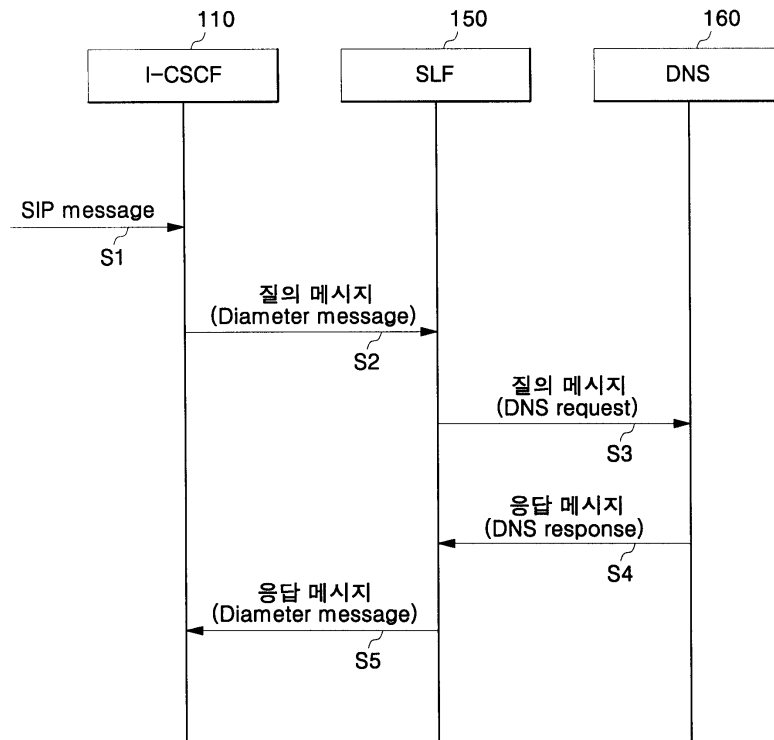 110
150
160
I-CSCF
SLF
DNS
SIP message
S1
질의 메시지
(Diameter message)
S2
질의 메시지
(DNS request)
S3
응답 메시지
(DNS response)
S4
응답 메시지
(Diameter message)
S5